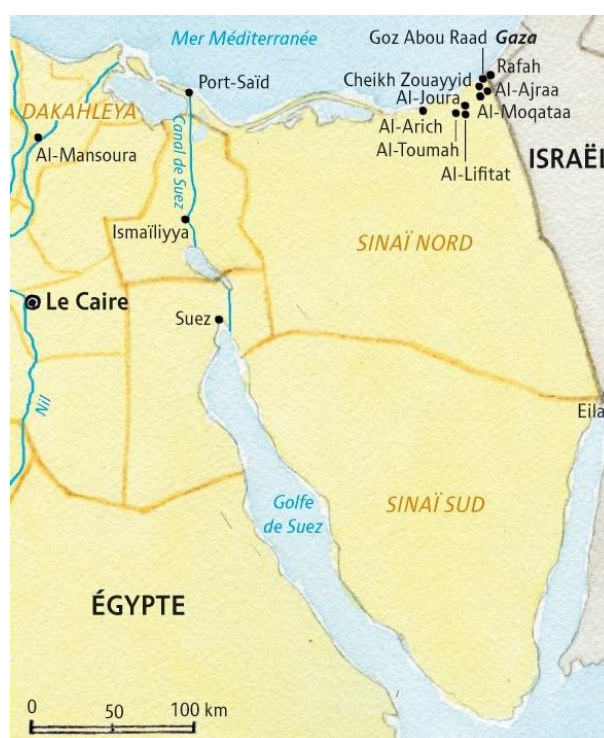 Mer Méditerranée
Goz Abou Raad
Gaza
Rafah
Port-Saïd
Cheikh Zouayyid
Al-Ajraa
Al-Joura
Al-Moqataa
DAKAHLEYA
Al-Arich
Canal de Suez
Al-Mansoura
Al-Toumah
ISRAËL
Al-Lifitat
Ismaïliyya
SINAÏ NORD
Le Caire
Suez
Nil
Eila
Golfe
de Suez
SINAÏ SUD
ÉGYPTE
0
50
100 km